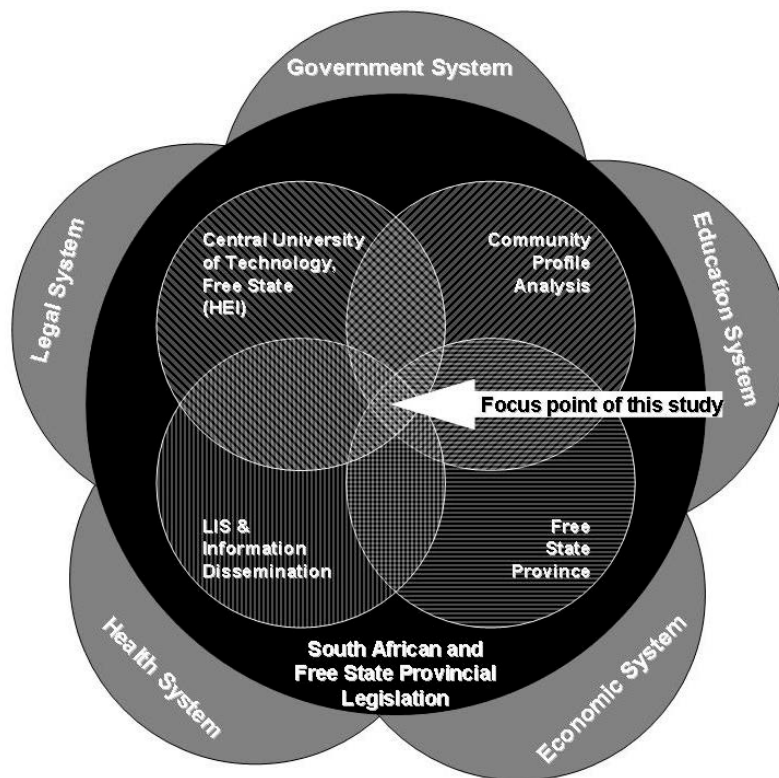 Government System
Legal System
Education System
Central University
of Technology,
Free State
(HEI)
Community
Profile
Analysis
Focus point of this study
LIS &
Information
Dissemination
Free
State
Province
South African and
Free State Provincial
Legislation
Health System
Economic System